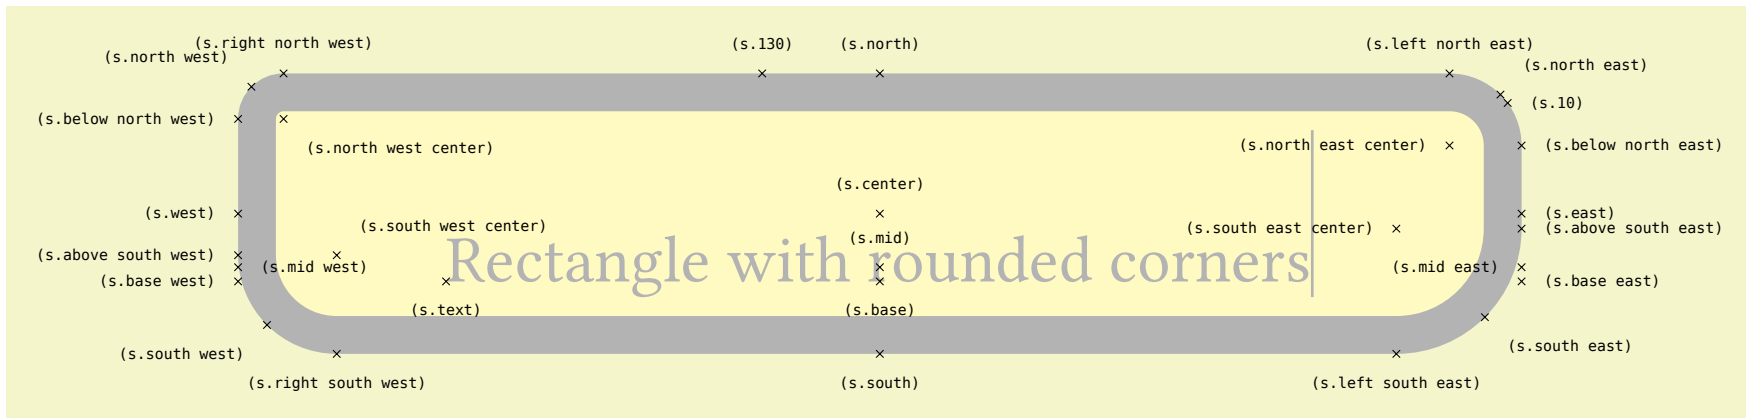 (s.right north west) (s.130) (s.north) (s.left north east)
(s.north west) (s.north east)
(s.10)
(s.below north west) (s.north west center) (s.north east center) (s.below north east)
(s.center)
(s.west) (s.east)
(s.south west center) (s.south east center) (s.above south east)
(s.mid)
(s.above south west)
Rectangle with rounded corners
(s.mid west) (s.mid east)
(s.base west) (s.base east)
(s.text) (s.base)
(s.south west) (s.south east)
(s.right south west) (s.south) (s.left south east)